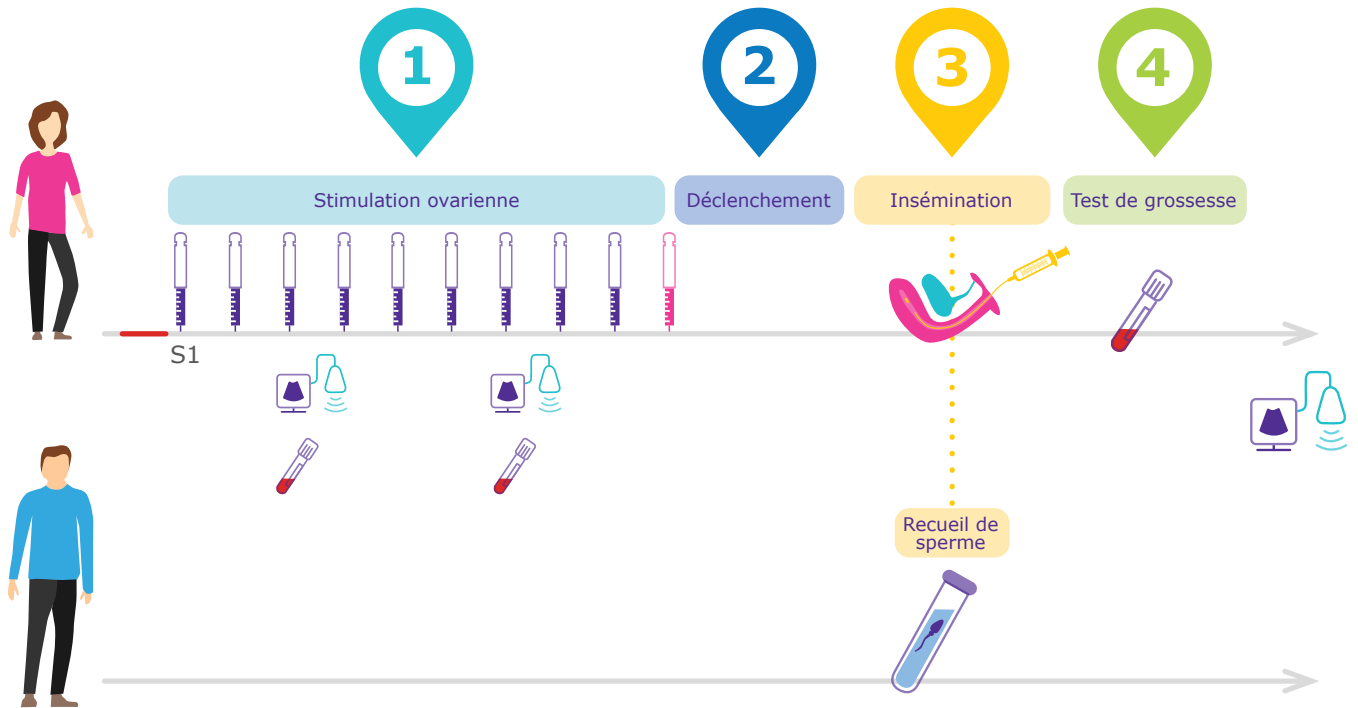 1
2
3
4
Stimulation ovarienne
Déclenchement
Insémination
Test de grossesse
S1
Recueil de
sperme